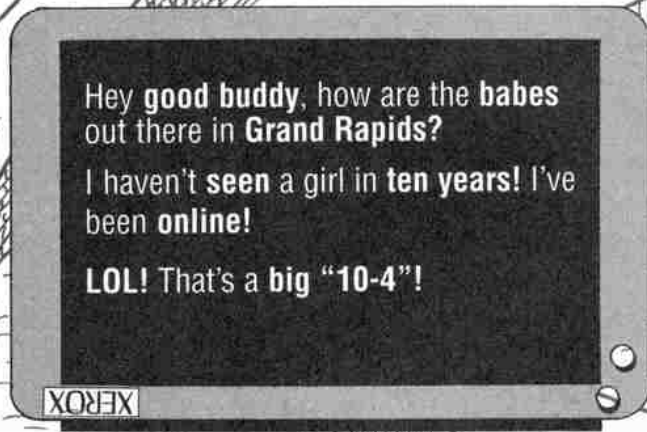 Hey good buddy, how are the babes
out there in Grand Rapids?
I haven't seen a girl in ten years! I've
been online!
LOL! That's a big “10-4”!
XEROX